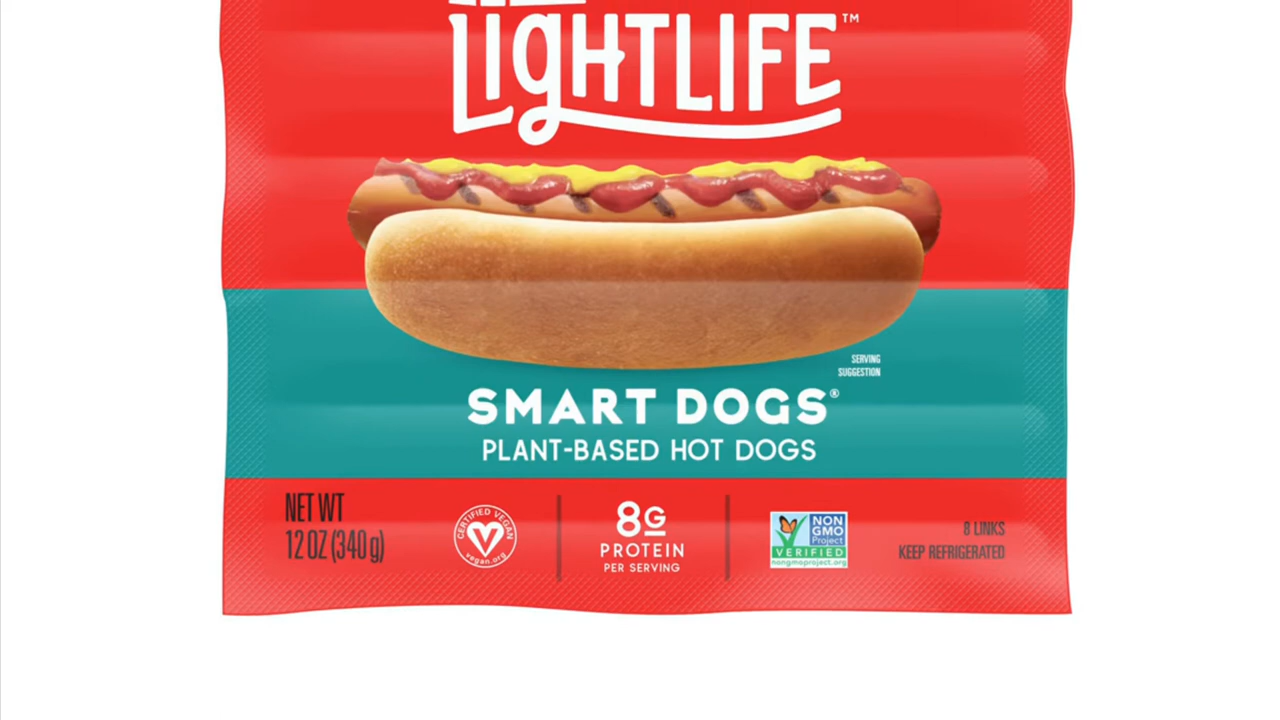 LIGHTLIFE™
SERVING
SUGGESTION
SMART DOGS®
PLANT-BASED HOT DOGS
NET WT
12 OZ (340 g)
CERTIFIED VEGAN
vegan.org
8G
PROTEIN
PER SERVING
NON
GMO
Project
VERIFIED
nongmoproject.org
8 LINKS
KEEP REFRIGERATED